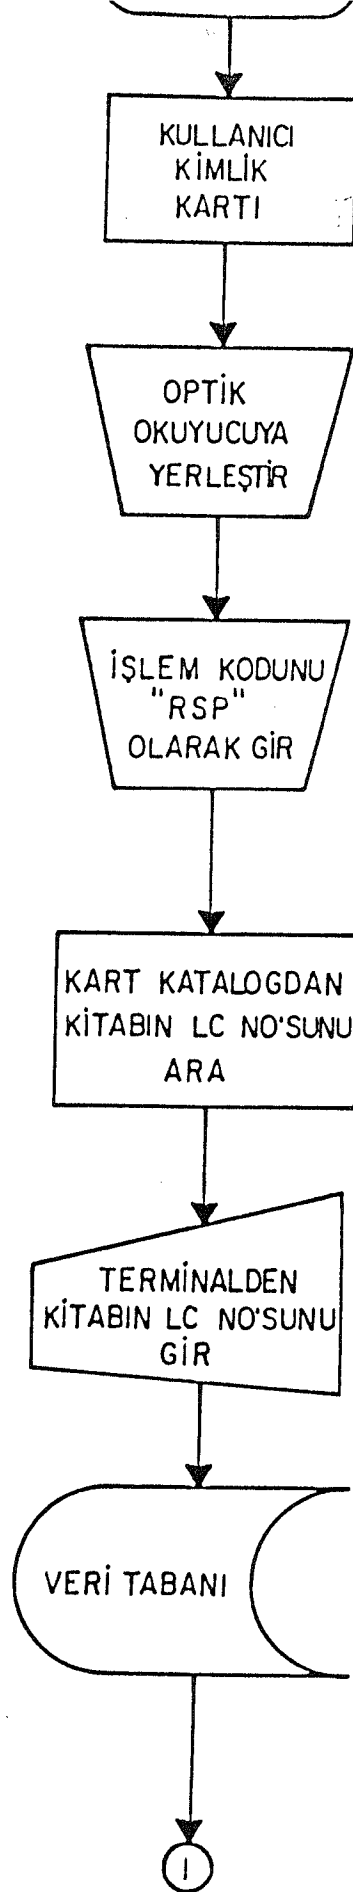 KULLANICI
KİMLİK
KARTI
OPTİK
OKUYUCUYA
YERLEŞTİR
İŞLEM KODUNU
"RSP"
OLARAK GİR
KART KATALOGDAN
KİTABIN LC NO'SUNU
ARA
TERMİNALDEN
KİTABIN LC NO'SUNU
GİR
VERİ TABANI
1